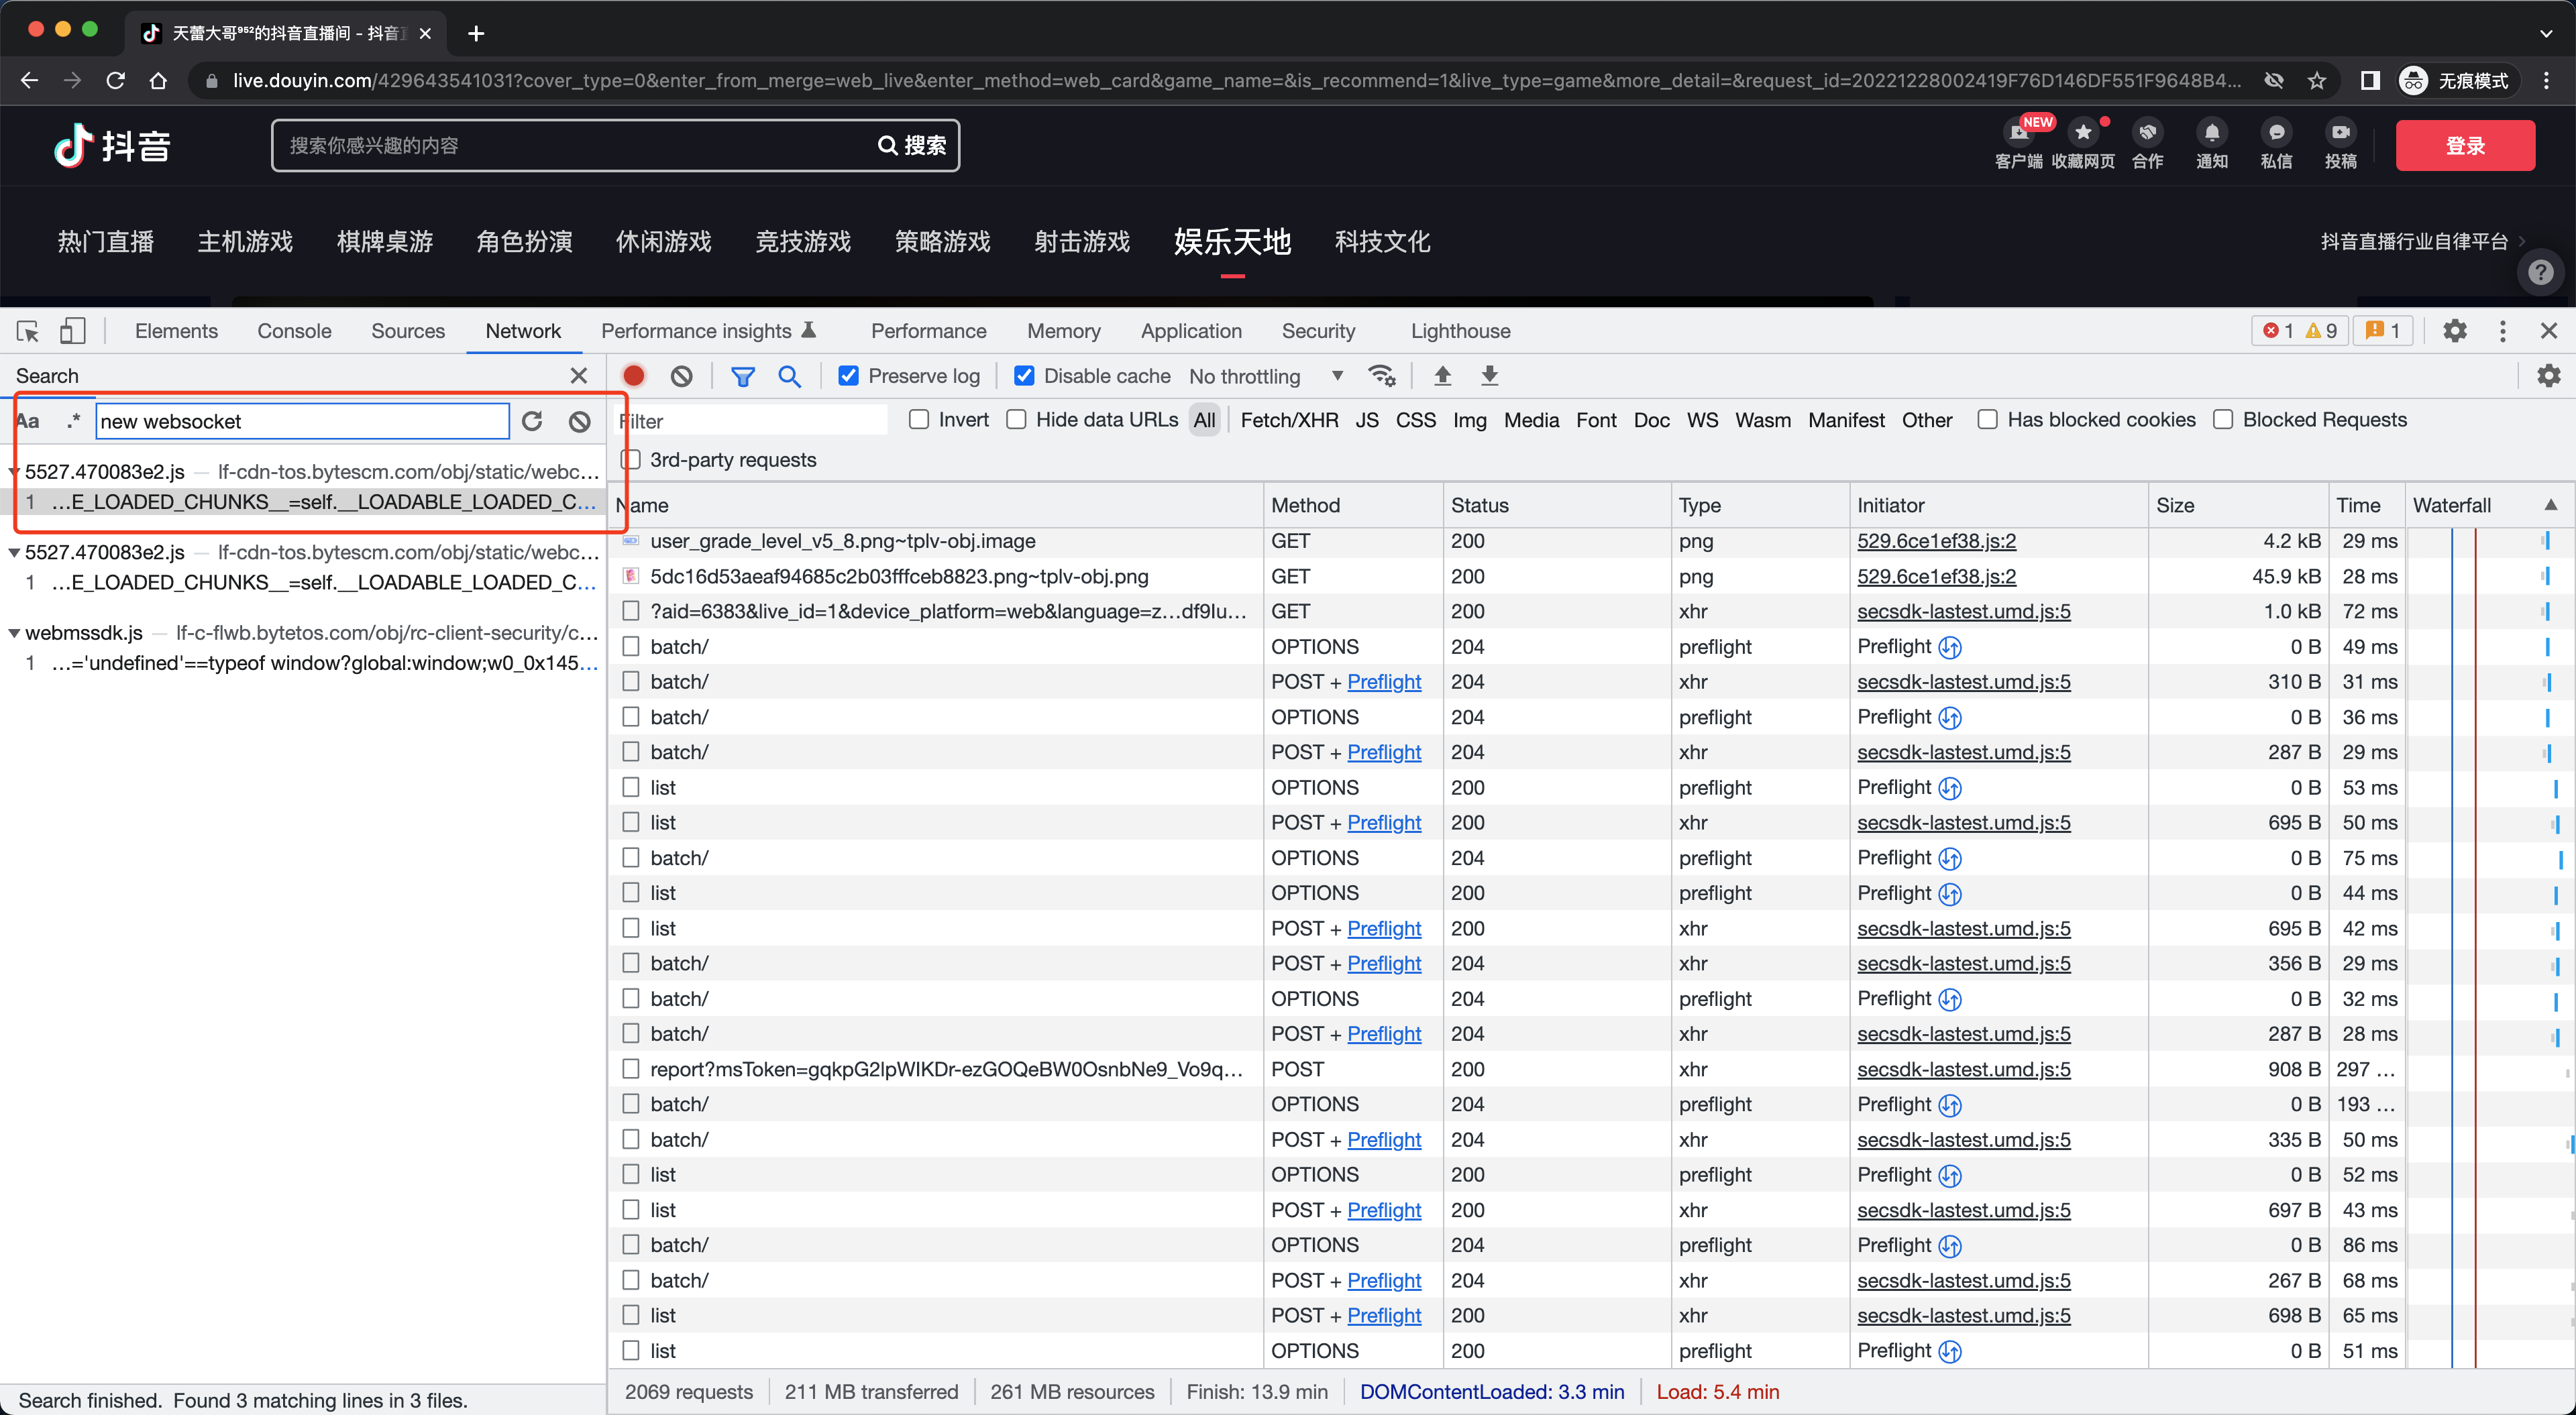 天蕾大哥⁹⁵²的抖音直播间 - 抖音
live.douyin.com/429643541031?cover_type=0&enter_from_merge=web_live&enter_method=web_card&game_name=&is_recommend=1&live_type=game&more_detail=&request_id=20221228002419F76D146DF551F9648B4... 无痕模式
抖音 搜索你感兴趣的内容 搜索 NEW 客户端 收藏网页 合作 通知 私信 投稿 登录
热门直播 主机游戏 棋牌桌游 角色扮演 休闲游戏 竞技游戏 策略游戏 射击游戏 娱乐天地 科技文化 抖音直播行业自律平台
Elements Console Sources Network Performance insights Performance Memory Application Security Lighthouse 1 9 1
Search
Aa .* new websocket
5527.470083e2.js — lf-cdn-tos.bytescm.com/obj/static/webc...
1 ...E_LOADED_CHUNKS__=self.__LOADABLE_LOADED_C...
5527.470083e2.js — lf-cdn-tos.bytescm.com/obj/static/webc...
1 ...E_LOADED_CHUNKS__=self.__LOADABLE_LOADED_C...
webmssdk.js — lf-c-flwb.bytetos.com/obj/rc-client-security/c...
1 ...='undefined'==typeof window?global:window;w0_0x145...
Search finished. Found 3 matching lines in 3 files.
Preserve log Disable cache No throttling
Filter Invert Hide data URLs All Fetch/XHR JS CSS Img Media Font Doc WS Wasm Manifest Other Has blocked cookies Blocked Requests
3rd-party requests
Name Method Status Type Initiator Size Time Waterfall
user_grade_level_v5_8.png~tplv-obj.image GET 200 png 529.6ce1ef38.js:2 4.2 kB 29 ms
5dc16d53aeaf94685c2b03fffceb8823.png~tplv-obj.png GET 200 png 529.6ce1ef38.js:2 45.9 kB 28 ms
?aid=6383&live_id=1&device_platform=web&language=z...df9Iu... GET 200 xhr secsdk-lastest.umd.js:5 1.0 kB 72 ms
batch/ OPTIONS 204 preflight Preflight 0 B 49 ms
batch/ POST + Preflight 204 xhr secsdk-lastest.umd.js:5 310 B 31 ms
batch/ OPTIONS 204 preflight Preflight 0 B 36 ms
batch/ POST + Preflight 204 xhr secsdk-lastest.umd.js:5 287 B 29 ms
list OPTIONS 200 preflight Preflight 0 B 53 ms
list POST + Preflight 200 xhr secsdk-lastest.umd.js:5 695 B 50 ms
batch/ OPTIONS 204 preflight Preflight 0 B 75 ms
list OPTIONS 200 preflight Preflight 0 B 44 ms
list POST + Preflight 200 xhr secsdk-lastest.umd.js:5 695 B 42 ms
batch/ POST + Preflight 204 xhr secsdk-lastest.umd.js:5 356 B 29 ms
batch/ OPTIONS 204 preflight Preflight 0 B 32 ms
batch/ POST + Preflight 204 xhr secsdk-lastest.umd.js:5 287 B 28 ms
report?msToken=gqkpG2lpWIKDr-ezGOQeBW0OsnbNe9_Vo9q... POST 200 xhr secsdk-lastest.umd.js:5 908 B 297 ...
batch/ OPTIONS 204 preflight Preflight 0 B 193 ...
batch/ POST + Preflight 204 xhr secsdk-lastest.umd.js:5 335 B 50 ms
list OPTIONS 200 preflight Preflight 0 B 52 ms
list POST + Preflight 200 xhr secsdk-lastest.umd.js:5 697 B 43 ms
batch/ OPTIONS 204 preflight Preflight 0 B 86 ms
batch/ POST + Preflight 204 xhr secsdk-lastest.umd.js:5 267 B 68 ms
list POST + Preflight 200 xhr secsdk-lastest.umd.js:5 698 B 65 ms
list OPTIONS 200 preflight Preflight 0 B 51 ms
2069 requests 211 MB transferred 261 MB resources Finish: 13.9 min DOMContentLoaded: 3.3 min Load: 5.4 min